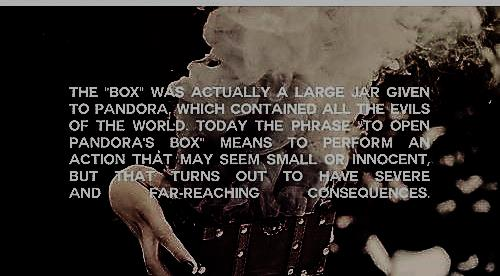 THE "BOX" WAS ACTUALLY A LARGE JAR GIVEN
TO PANDORA, WHICH CONTAINED ALL THE EVILS
OF THE WORLD. TODAY THE PHRASE "TO OPEN
PANDORA'S BOX" MEANS TO PERFORM AN
ACTION THAT MAY SEEM SMALL OR INNOCENT,
BUT THAT TURNS OUT TO HAVE SEVERE
AND FAR-REACHING CONSEQUENCES.